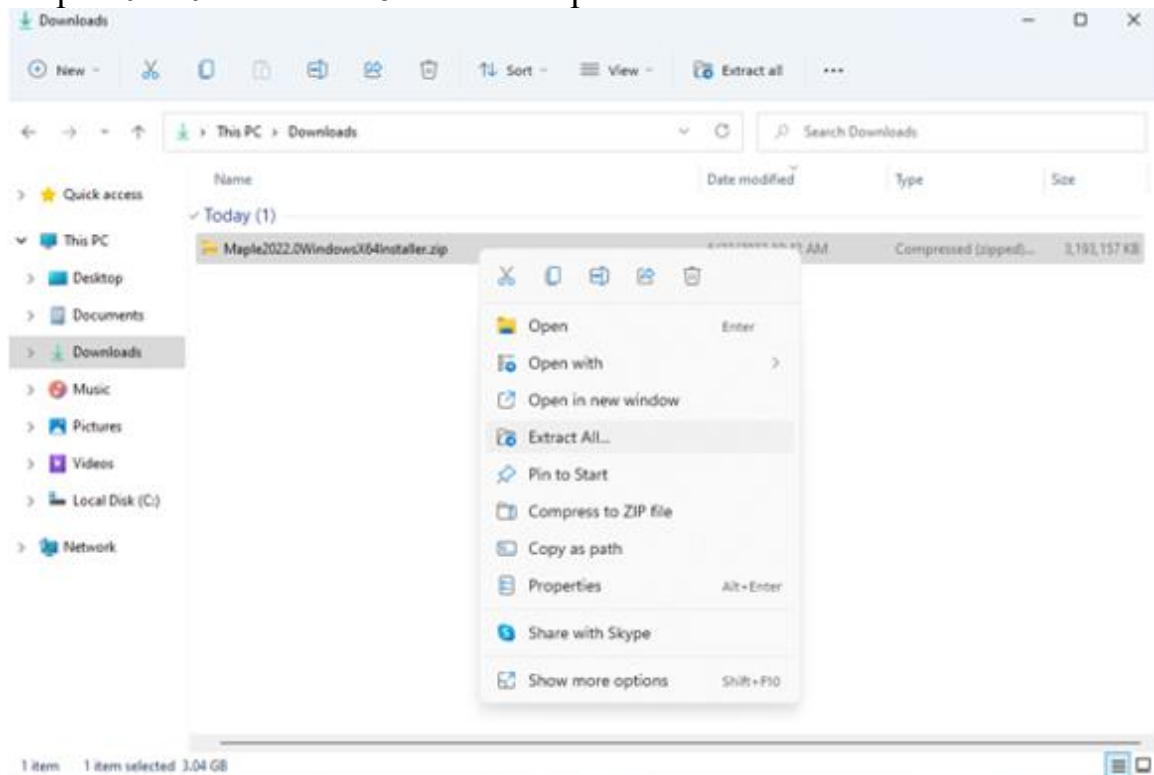 Downloads
New
Sort
View
Extract all
...
This PC > Downloads
Search Downloads
Name
Date modified
Type
Size
Quick access
Today (1)
This PC
Maple2022.0WindowsX64Installer.zip
AM
Compressed (zipped)...
3,193,157 KB
Desktop
Documents
Downloads
Music
Pictures
Videos
Local Disk (C:)
Network
Open
Enter
Open with
Open in new window
Extract All...
Pin to Start
Compress to ZIP file
Copy as path
Properties
Alt+Enter
Share with Skype
Show more options
Shift+F10
1 item
1 item selected 3.04 GB